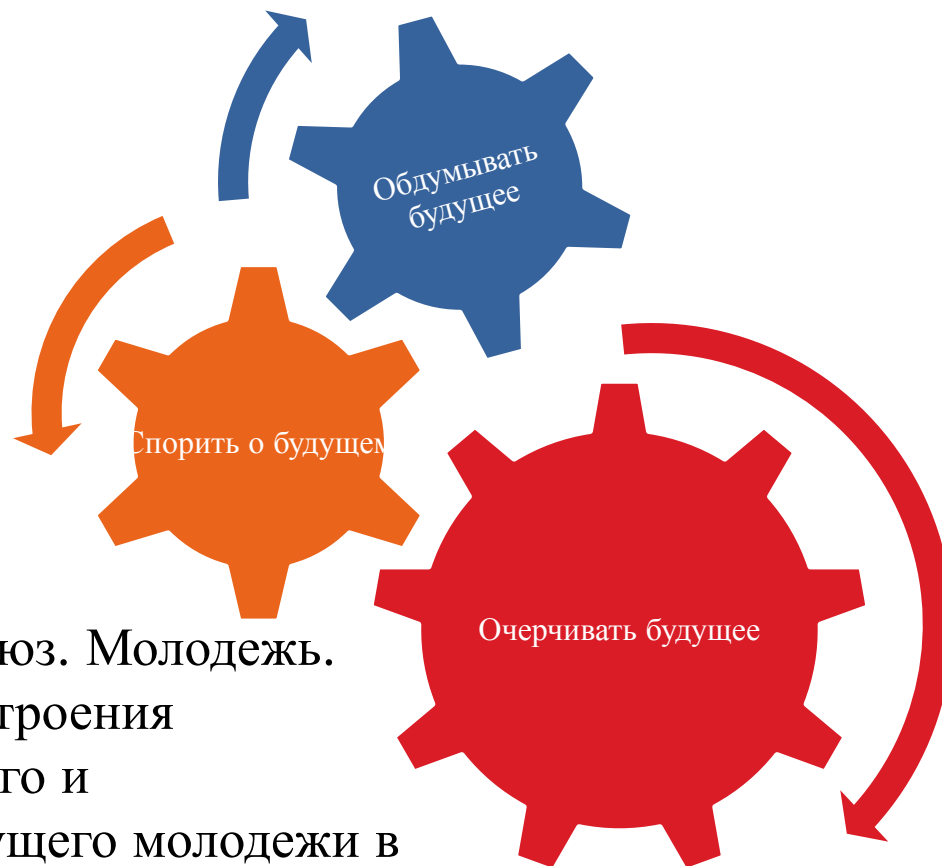 Обдумывать
будущее
Спорить о будущем
Очерчивать будущее
юз. Молодежь.
троения
го и
ущего молодежи в